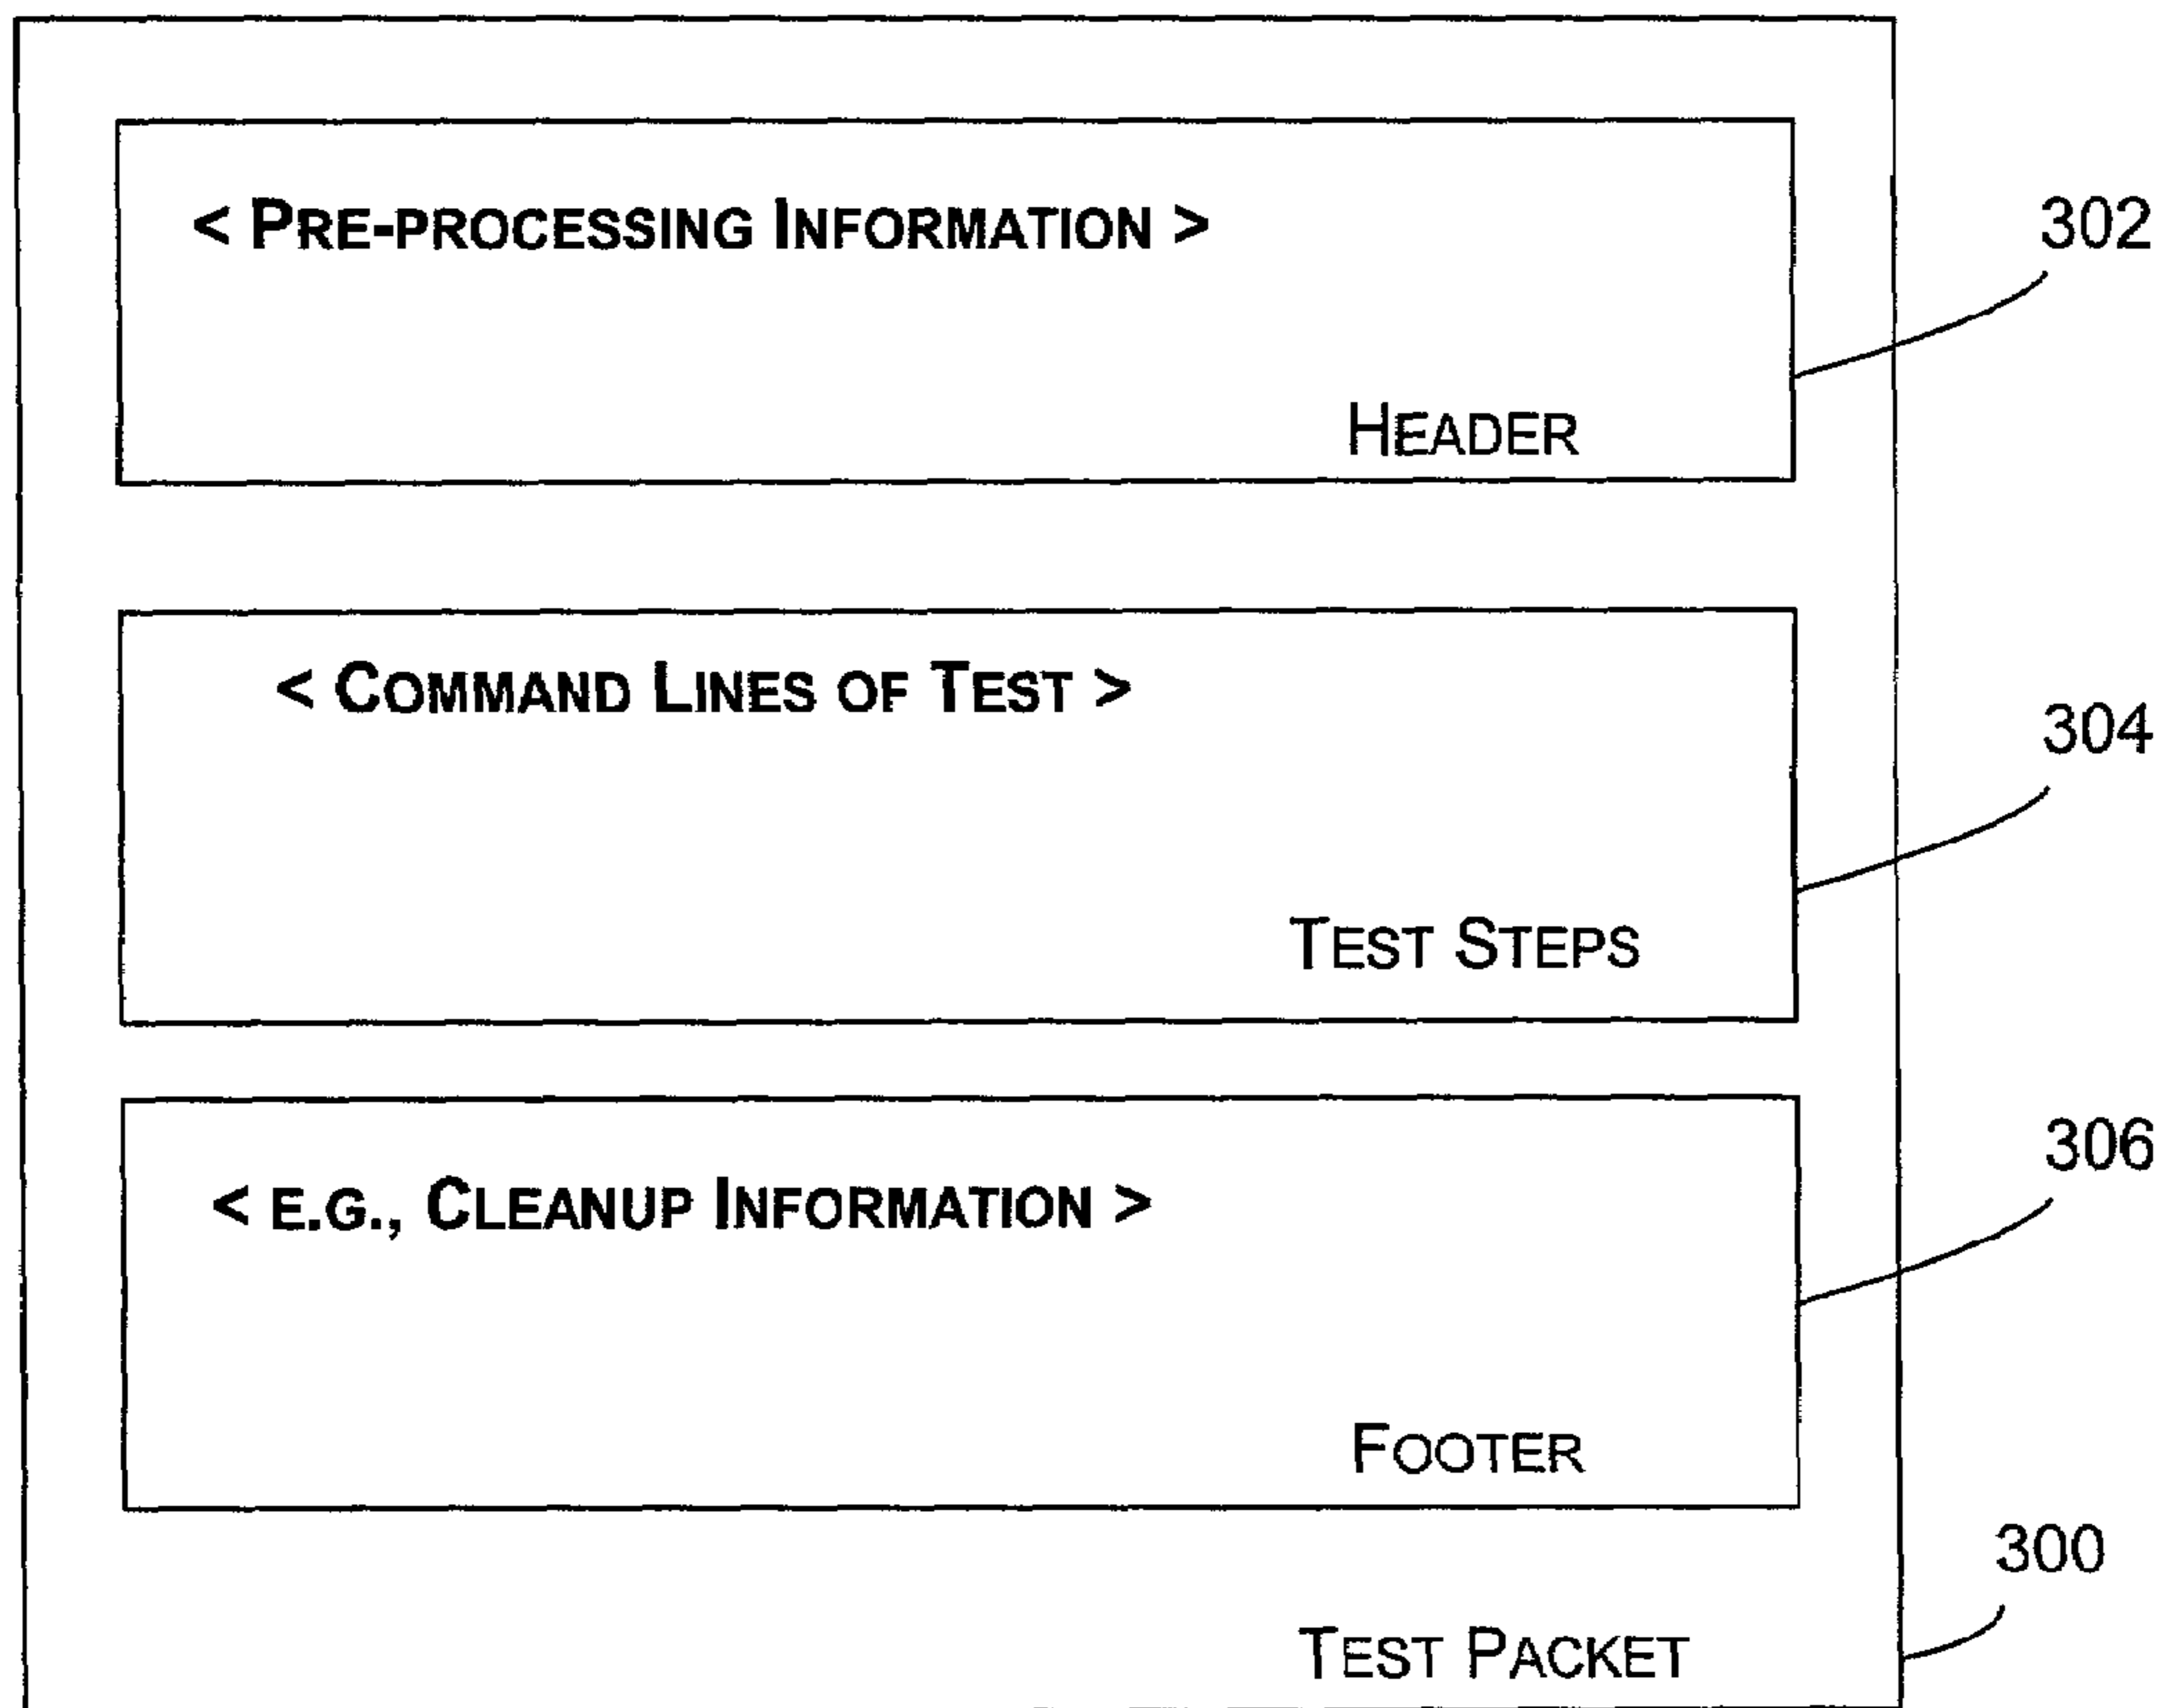 < PRE-PROCESSING INFORMATION >
302
HEADER
< COMMAND LINES OF TEST >
304
TEST STEPS
306
< E.G., CLEANUP INFORMATION >
FOOTER
300
TEST PACKET